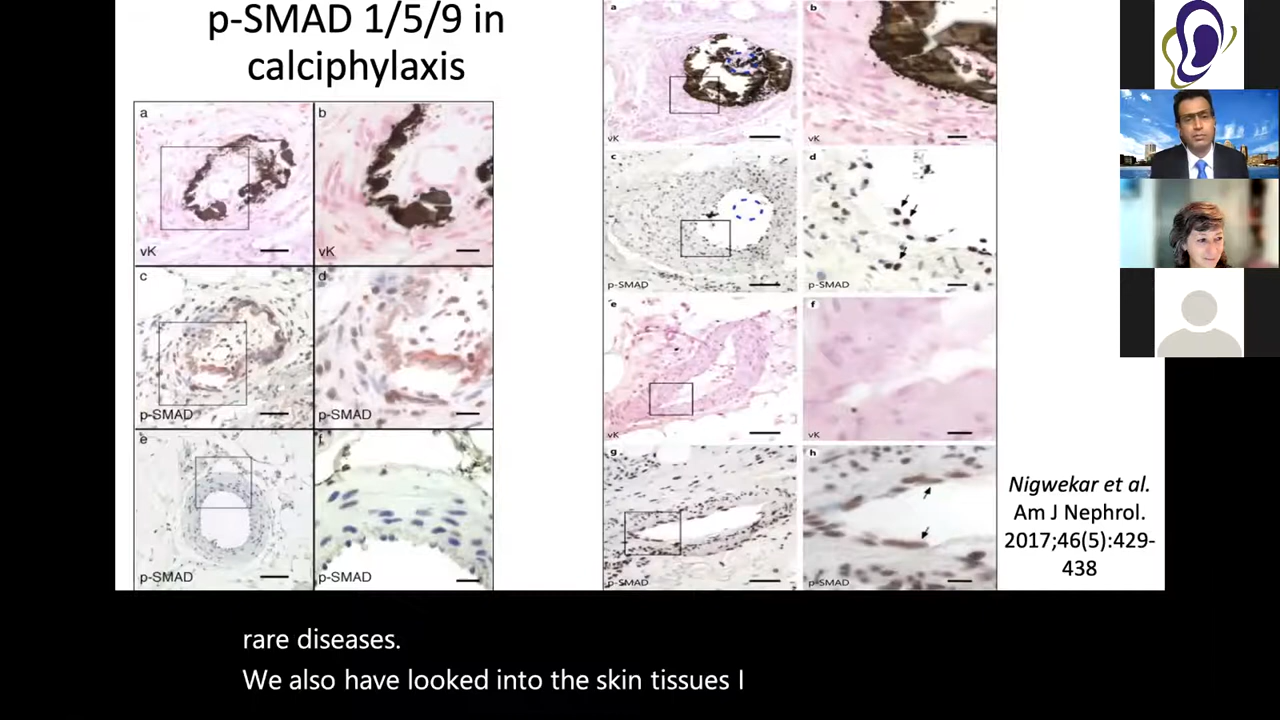 p-SMAD 1/5/9 in
calciphylaxis
a
b
vK
vK
c
d
p-SMAD
p-SMAD
e
f
p-SMAD
p-SMAD
a
b
vK
vK
c
d
p-SMAD
p-SMAD
e
f
vK
vK
g
h
p-SMAD
p-SMAD
Nigwekar et al.
Am J Nephrol.
2017;46(5):429-
438
rare diseases.
We also have looked into the skin tissues I